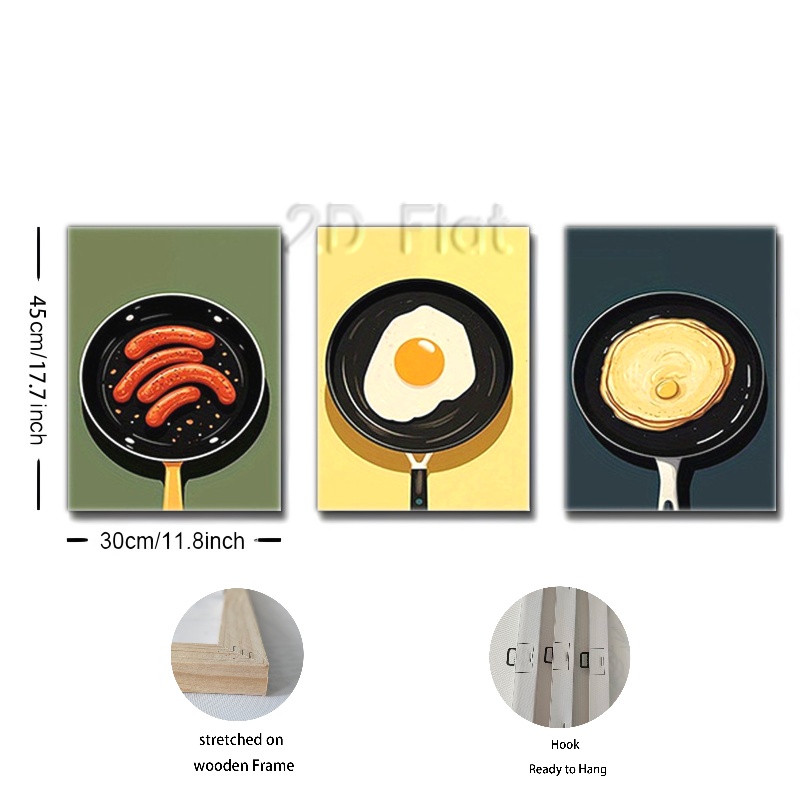 2D Flat
45cm/17.7inch
30cm/11.8inch
stretched on
wooden Frame
Hook
Ready to Hang